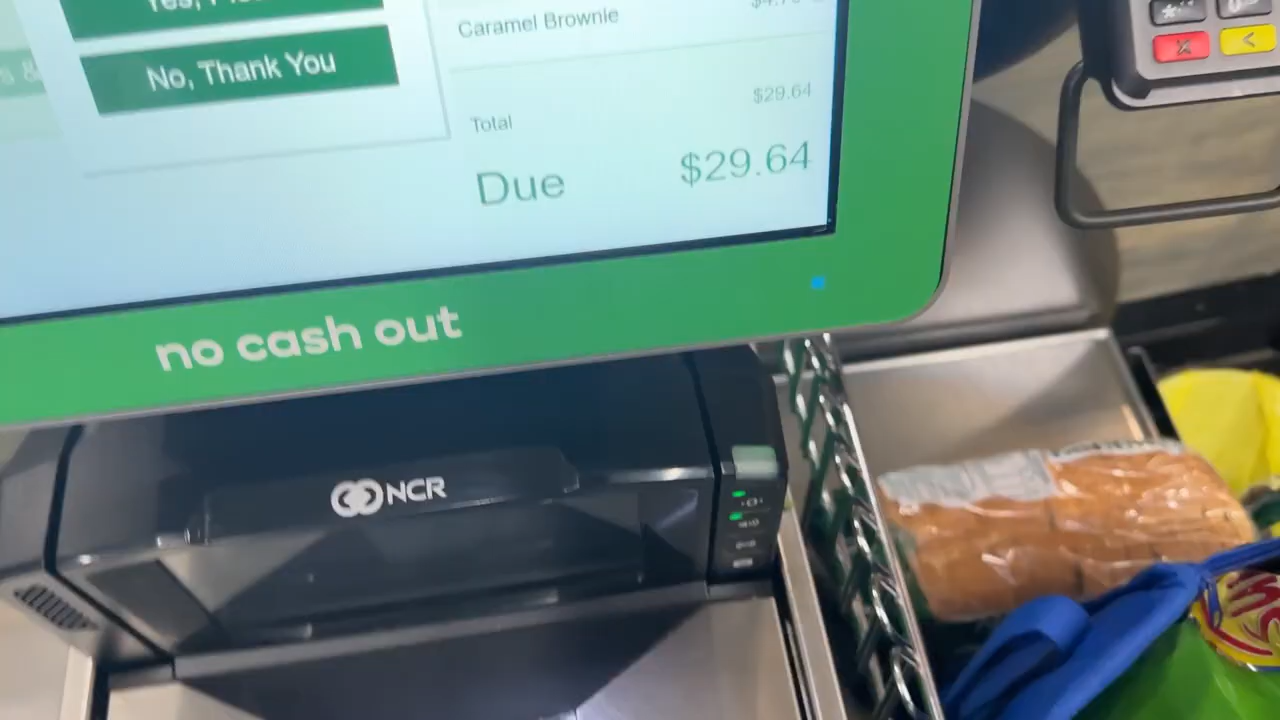 No, Thank You
Caramel Brownie
$29.64
Total
Due $29.64
no cash out
NCR